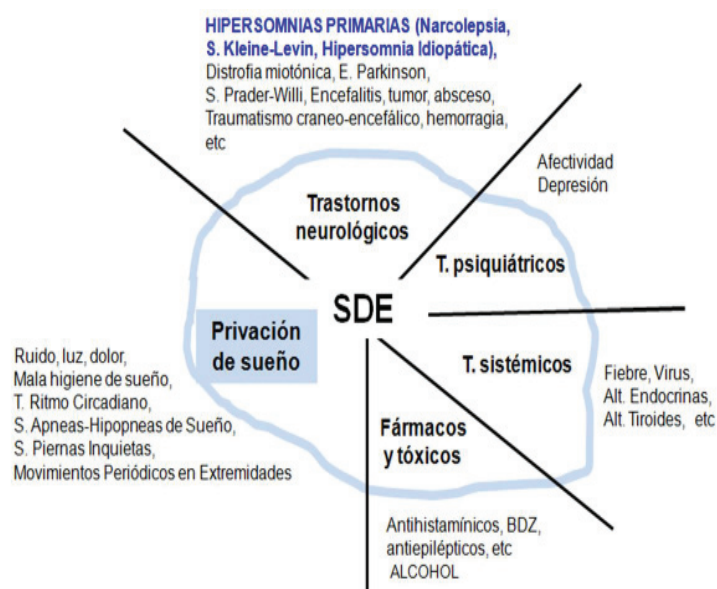 HIPERSOMNIAS PRIMARIAS (Narcolepsia,
S. Kleine-Levin, Hipersomnia Idiopática),
Distrofia miotónica, E. Parkinson,
S. Prader-Willi, Encefalitis, tumor, absceso,
Traumatismo craneo-encefálico, hemorragia,
etc
Afectividad
Depresión
Trastornos
neurológicos
T. psiquiátricos
SDE
Privación
de sueño
T. sistémicos
Ruido, luz, dolor,
Mala higiene de sueño,
T. Ritmo Circadiano,
S. Apneas-Hipopneas de Sueño,
S. Piernas Inquietas,
Movimientos Periódicos en Extremidades
Fiebre, Virus,
Alt. Endocrinas,
Alt. Tiroides, etc
Fármacos
y tóxicos
Antihistamínicos, BDZ,
antiepilépticos, etc
ALCOHOL